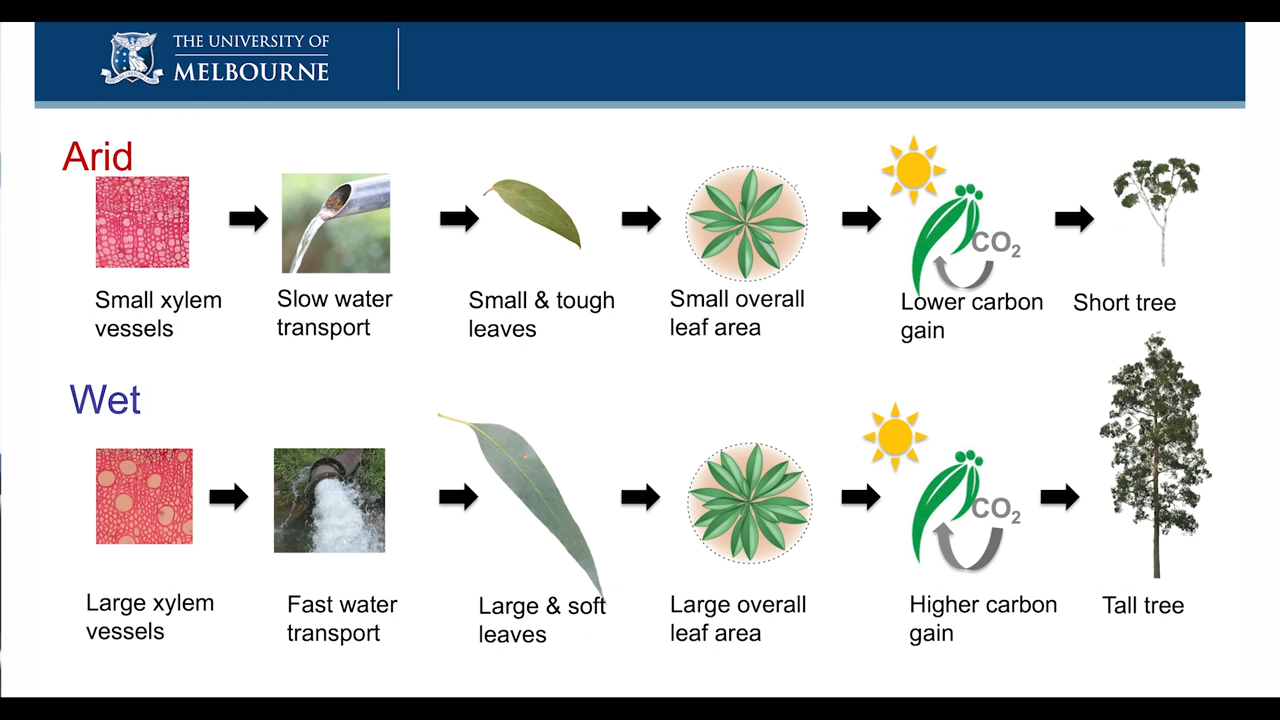 THE UNIVERSITY OF
MELBOURNE
Arid
Small xylem
vessels
Slow water
transport
Small & tough
leaves
Small overall
leaf area
CO₂
Lower carbon
gain
Short tree
Wet
Large xylem
vessels
Fast water
transport
Large & soft
leaves
Large overall
leaf area
CO₂
Higher carbon
gain
Tall tree